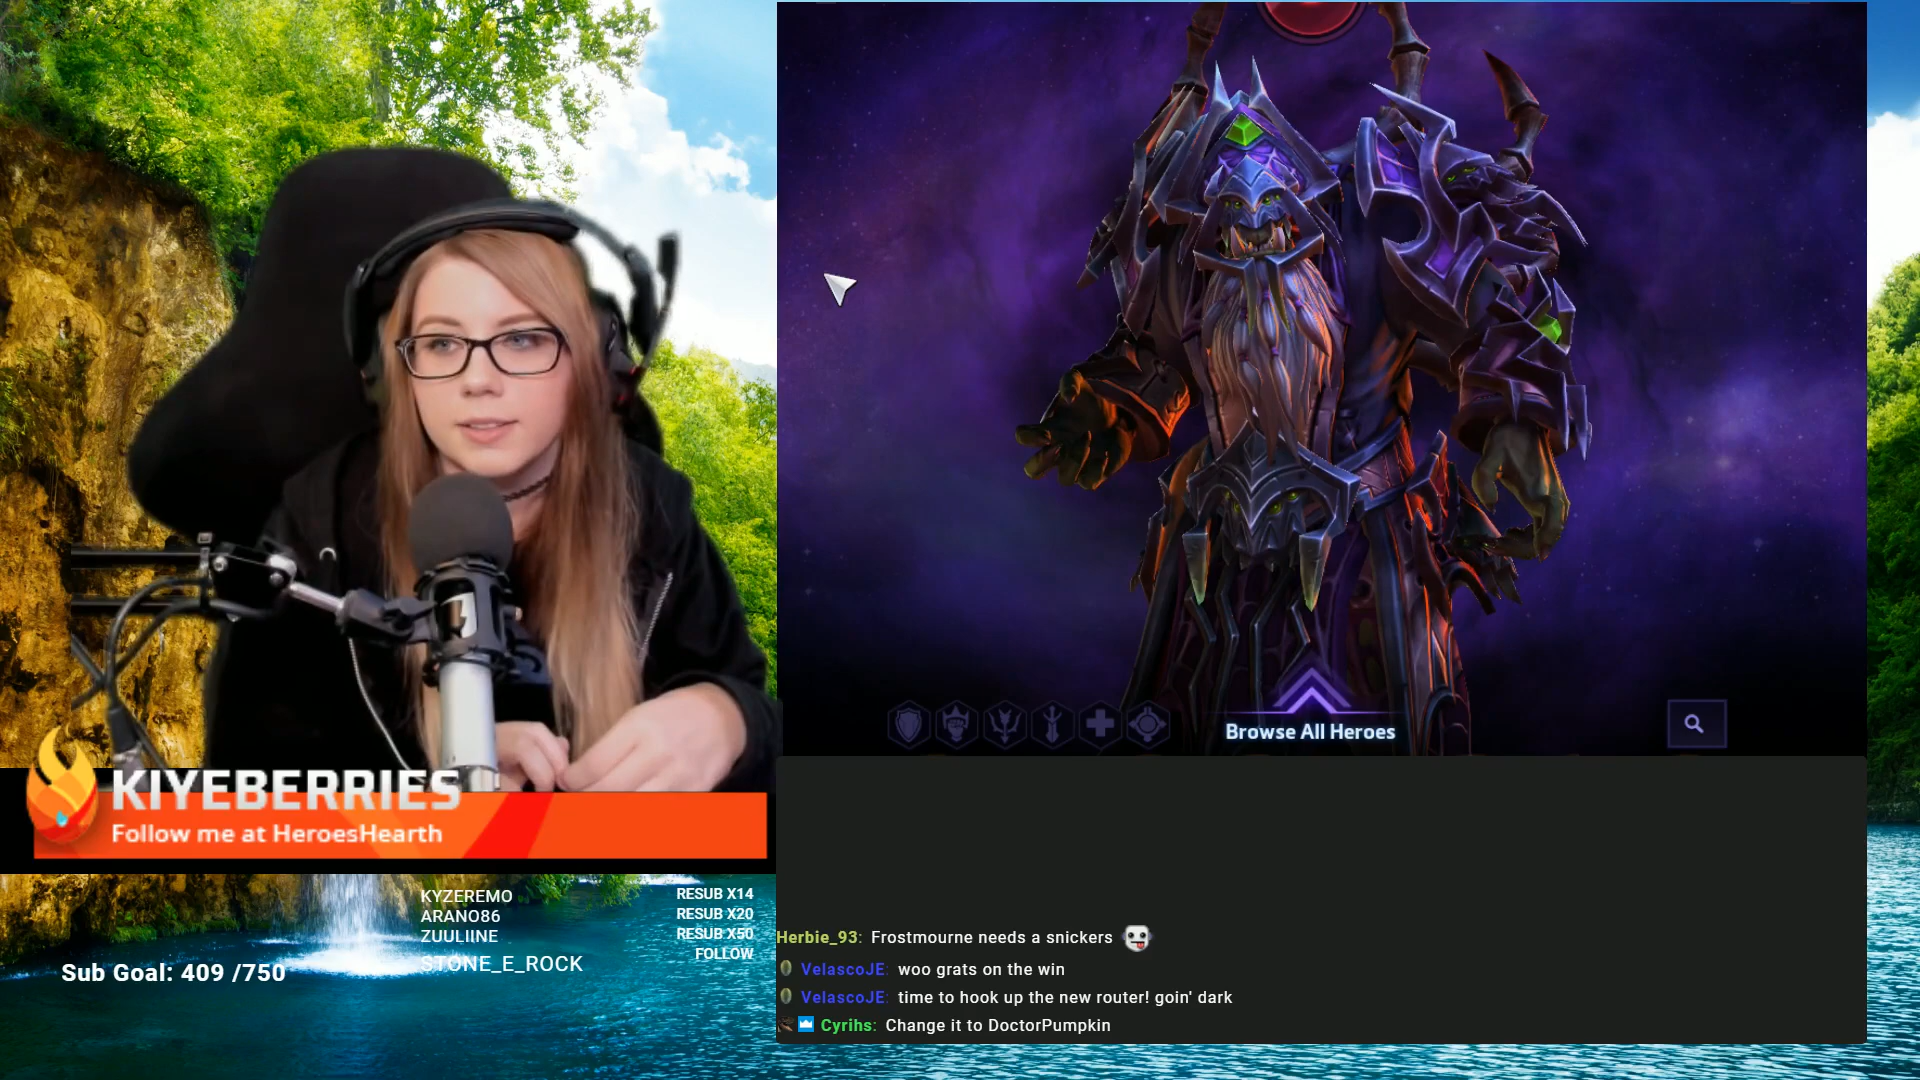 Browse All Heroes
KIYEBERRIES
Follow me at HeroesHearth
KYZEREMO RESUB X14
ARANO86 RESUB X20
ZUULIINE RESUB X50
STONE_E_ROCK FOLLOW
Sub Goal: 409 /750
Herbie_93: Frostmourne needs a snickers
VelascoJE: woo grats on the win
VelascoJE: time to hook up the new router! goin' dark
Cyrihs: Change it to DoctorPumpkin